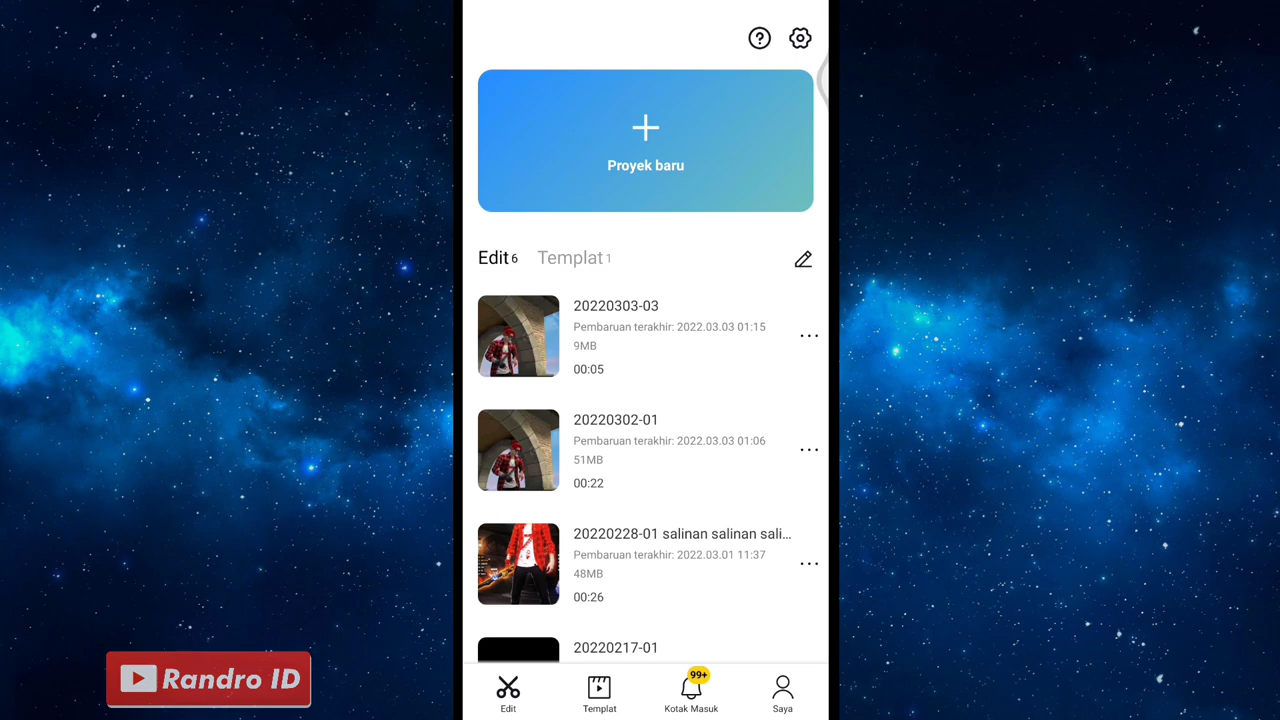 Proyek baru
Edit 6
Templat 1
20220303-03
Pembaruan terakhir: 2022.03.03 01:15
9MB
00:05
20220302-01
Pembaruan terakhir: 2022.03.03 01:06
51MB
00:22
20220228-01 salinan salinan sali...
Pembaruan terakhir: 2022.03.01 11:37
48MB
00:26
20220217-01
99+
Edit
Templat
Kotak Masuk
Saya
Randro ID